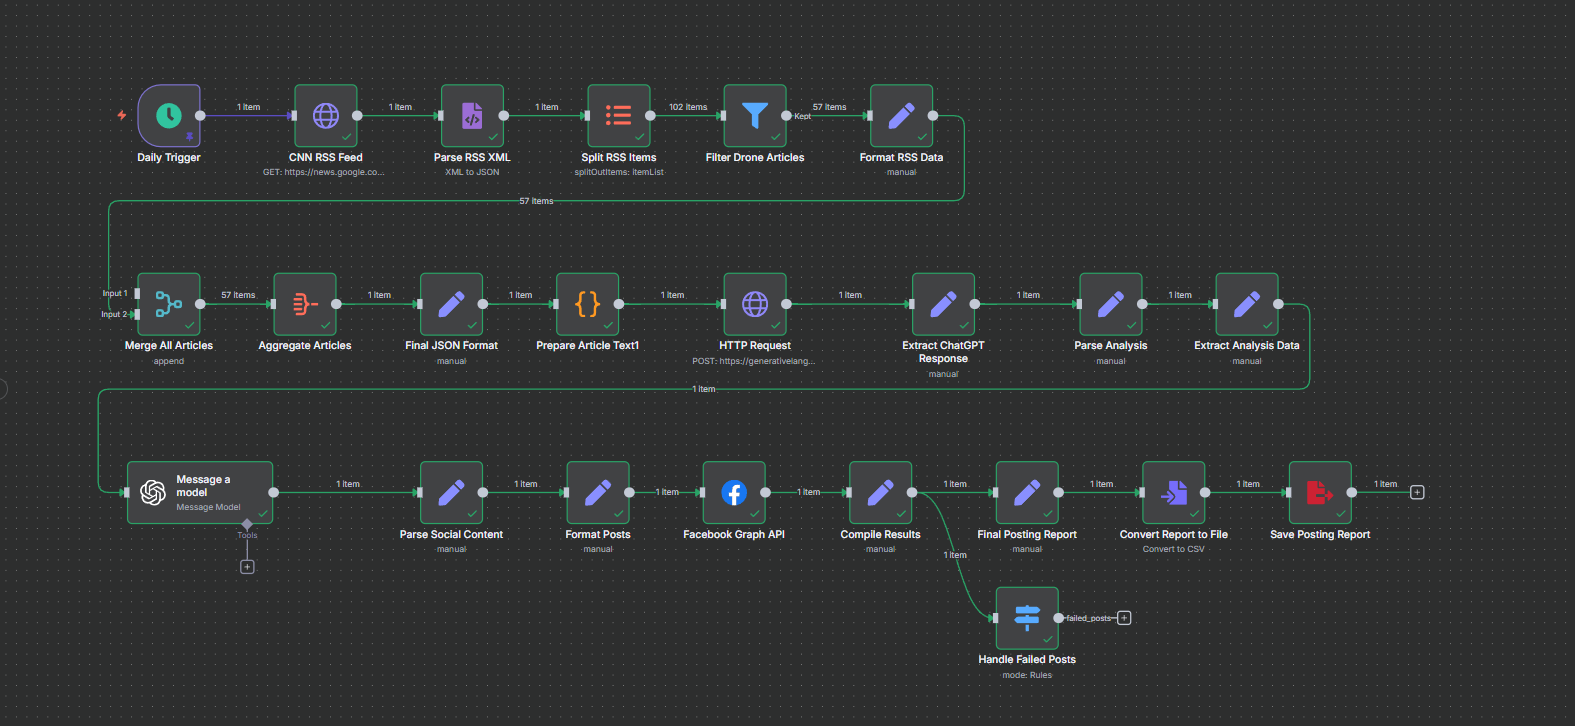 1 Item
1 Item
1 Item
102 Items
Kept
57 Items
Daily Trigger
CNN RSS Feed
GET: https://news.google.co...
Parse RSS XML
XML to JSON
Split RSS Items
splitOutItems: itemList
Filter Drone Articles
Format RSS Data
manual
57 Items
Input 1
Input 2
57 Items
1 Item
1 Item
1 Item
1 Item
1 Item
1 Item
Merge All Articles
append
Aggregate Articles
Final JSON Format
manual
Prepare Article Text1
HTTP Request
POST: https://generativelang...
Extract ChatGPT
Response
manual
Parse Analysis
manual
Extract Analysis Data
manual
1 Item
Message a
model
Message Model
Tools
1 Item
1 Item
1 Item
1 Item
1 Item
1 Item
1 Item
Parse Social Content
manual
Format Posts
manual
Facebook Graph API
Compile Results
manual
Final Posting Report
manual
Convert Report to File
Convert to CSV
Save Posting Report
1 Item
1 Item
failed_posts
Handle Failed Posts
mode: Rules